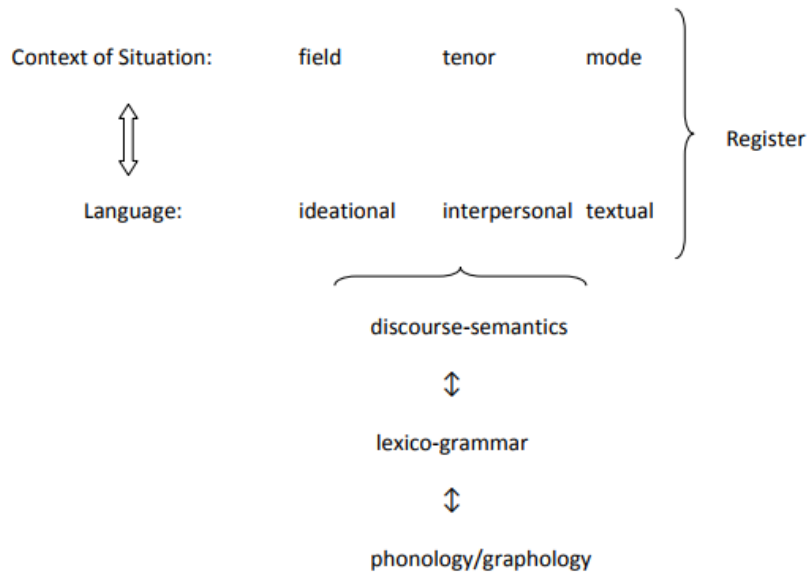 Context of Situation: field tenor mode
Register
Language: ideational interpersonal textual
discourse-semantics
lexico-grammar
phonology/graphology